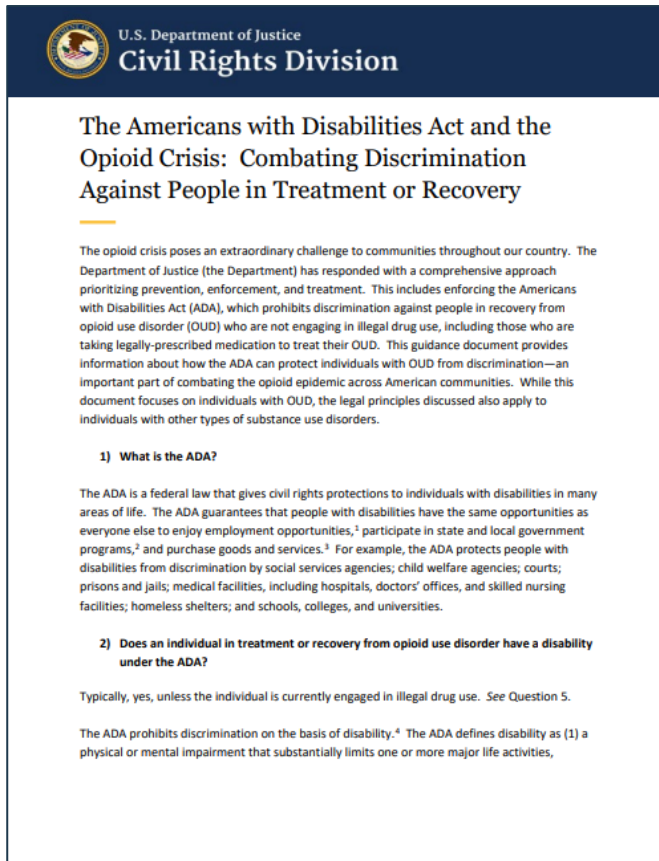 U.S. Department of Justice
Civil Rights Division
The Americans with Disabilities Act and the
Opioid Crisis: Combating Discrimination
Against People in Treatment or Recovery
The opioid crisis poses an extraordinary challenge to communities throughout our country. The
Department of Justice (the Department) has responded with a comprehensive approach
prioritizing prevention, enforcement, and treatment. This includes enforcing the Americans
with Disabilities Act (ADA), which prohibits discrimination against people in recovery from
opioid use disorder (OUD) who are not engaging in illegal drug use, including those who are
taking legally-prescribed medication to treat their OUD. This guidance document provides
information about how the ADA can protect individuals with OUD from discrimination—an
important part of combating the opioid epidemic across American communities. While this
document focuses on individuals with OUD, the legal principles discussed also apply to
individuals with other types of substance use disorders.
1) What is the ADA?
The ADA is a federal law that gives civil rights protections to individuals with disabilities in many
areas of life. The ADA guarantees that people with disabilities have the same opportunities as
everyone else to enjoy employment opportunities,¹ participate in state and local government
programs,² and purchase goods and services.³ For example, the ADA protects people with
disabilities from discrimination by social services agencies; child welfare agencies; courts;
prisons and jails; medical facilities, including hospitals, doctors' offices, and skilled nursing
facilities; homeless shelters; and schools, colleges, and universities.
2) Does an individual in treatment or recovery from opioid use disorder have a disability
under the ADA?
Typically, yes, unless the individual is currently engaged in illegal drug use. See Question 5.
The ADA prohibits discrimination on the basis of disability.⁴ The ADA defines disability as (1) a
physical or mental impairment that substantially limits one or more major life activities,